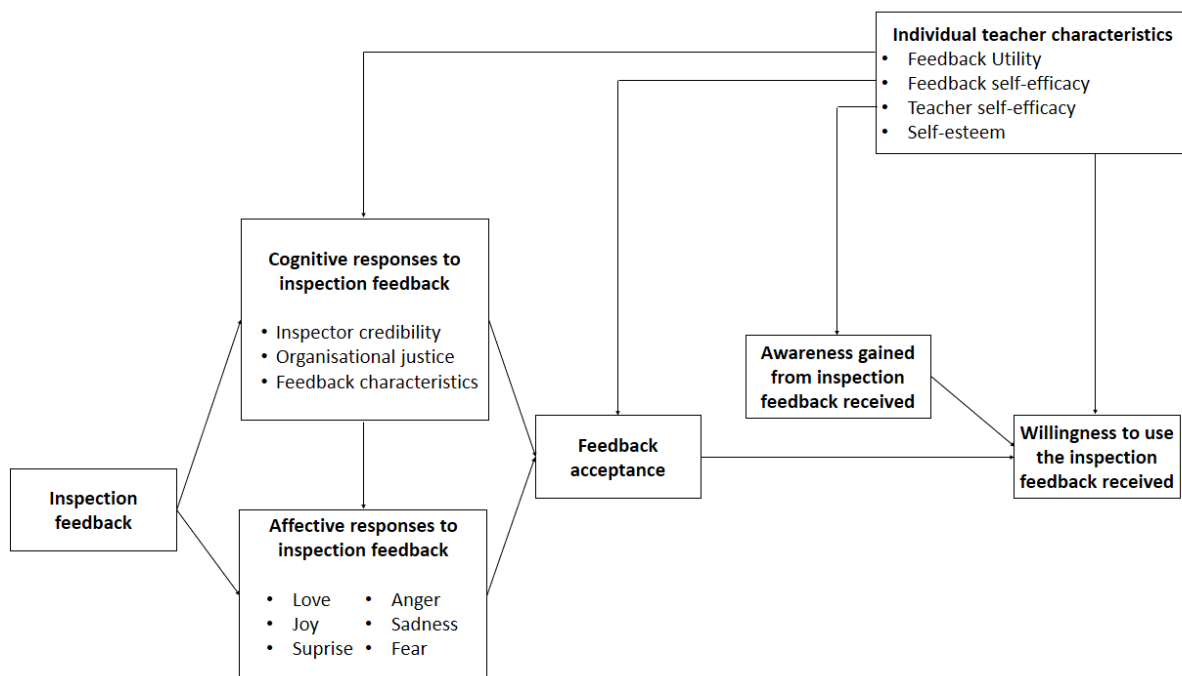 Individual teacher characteristics
• Feedback Utility
• Feedback self-efficacy
• Teacher self-efficacy
• Self-esteem
Cognitive responses to
inspection feedback
• Inspector credibility
• Organisational justice
• Feedback characteristics
Awareness gained
from inspection
feedback received
Feedback
acceptance
Willingness to use
the inspection
feedback received
Inspection
feedback
Affective responses to
inspection feedback
• Love
• Joy
• Suprise
• Anger
• Sadness
• Fear